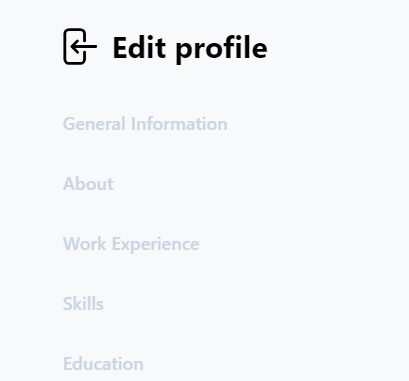 Edit profile
General Information
About
Work Experience
Skills
Education